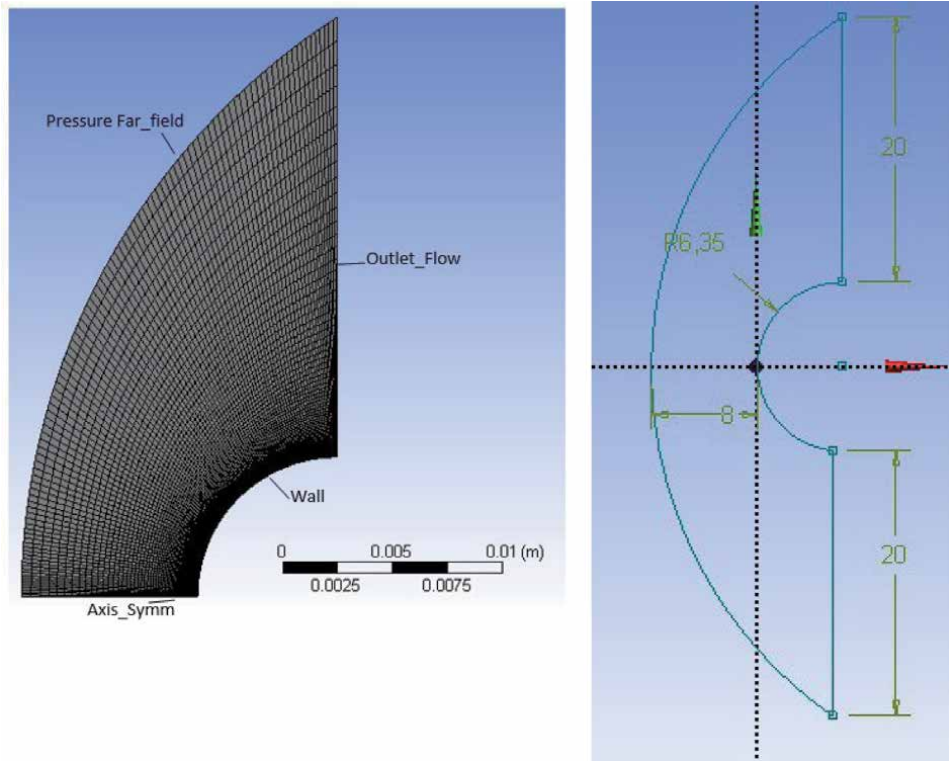 Pressure Far_field
Outlet_Flow
Wall
0 0.005 0.01 (m)
0.0025 0.0075
Axis_Symm
20
R6,35
8
20